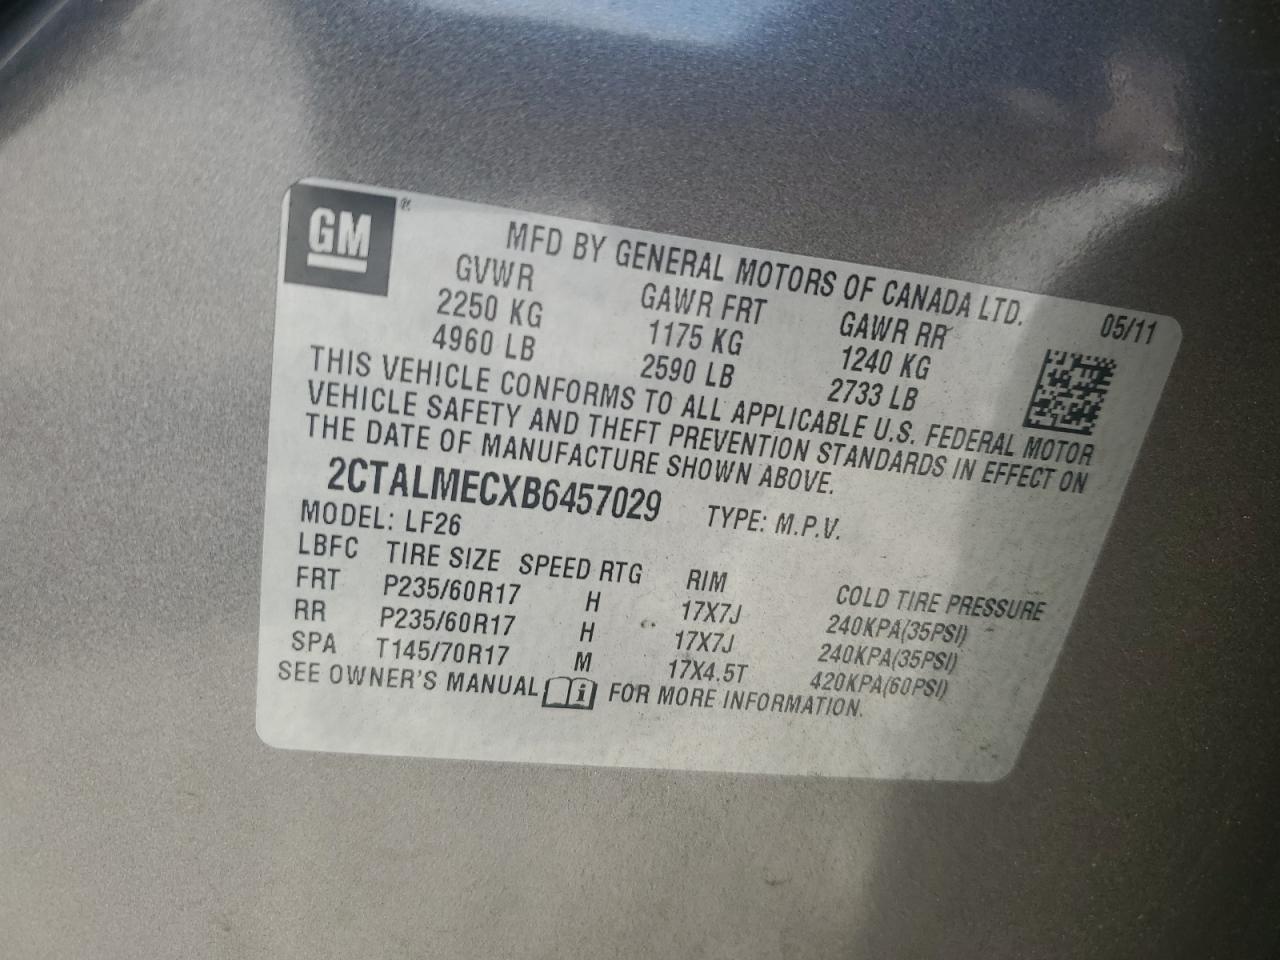 GM®
MFD BY GENERAL MOTORS OF CANADA LTD.
05/11
GVWR GAWR FRT GAWR RR
2250 KG 1175 KG 1240 KG
4960 LB 2590 LB 2733 LB
THIS VEHICLE CONFORMS TO ALL APPLICABLE U.S. FEDERAL MOTOR
VEHICLE SAFETY AND THEFT PREVENTION STANDARDS IN EFFECT ON
THE DATE OF MANUFACTURE SHOWN ABOVE.
2CTALMECXB6457029 TYPE: M.P.V.
MODEL: LF26
LBFC TIRE SIZE SPEED RTG RIM COLD TIRE PRESSURE
FRT P235/60R17 H 17X7J 240KPA(35PSI)
RR P235/60R17 H 17X7J 240KPA(35PSI)
SPA T145/70R17 M 17X4.5T 420KPA(60PSI)
SEE OWNER'S MANUAL i FOR MORE INFORMATION.